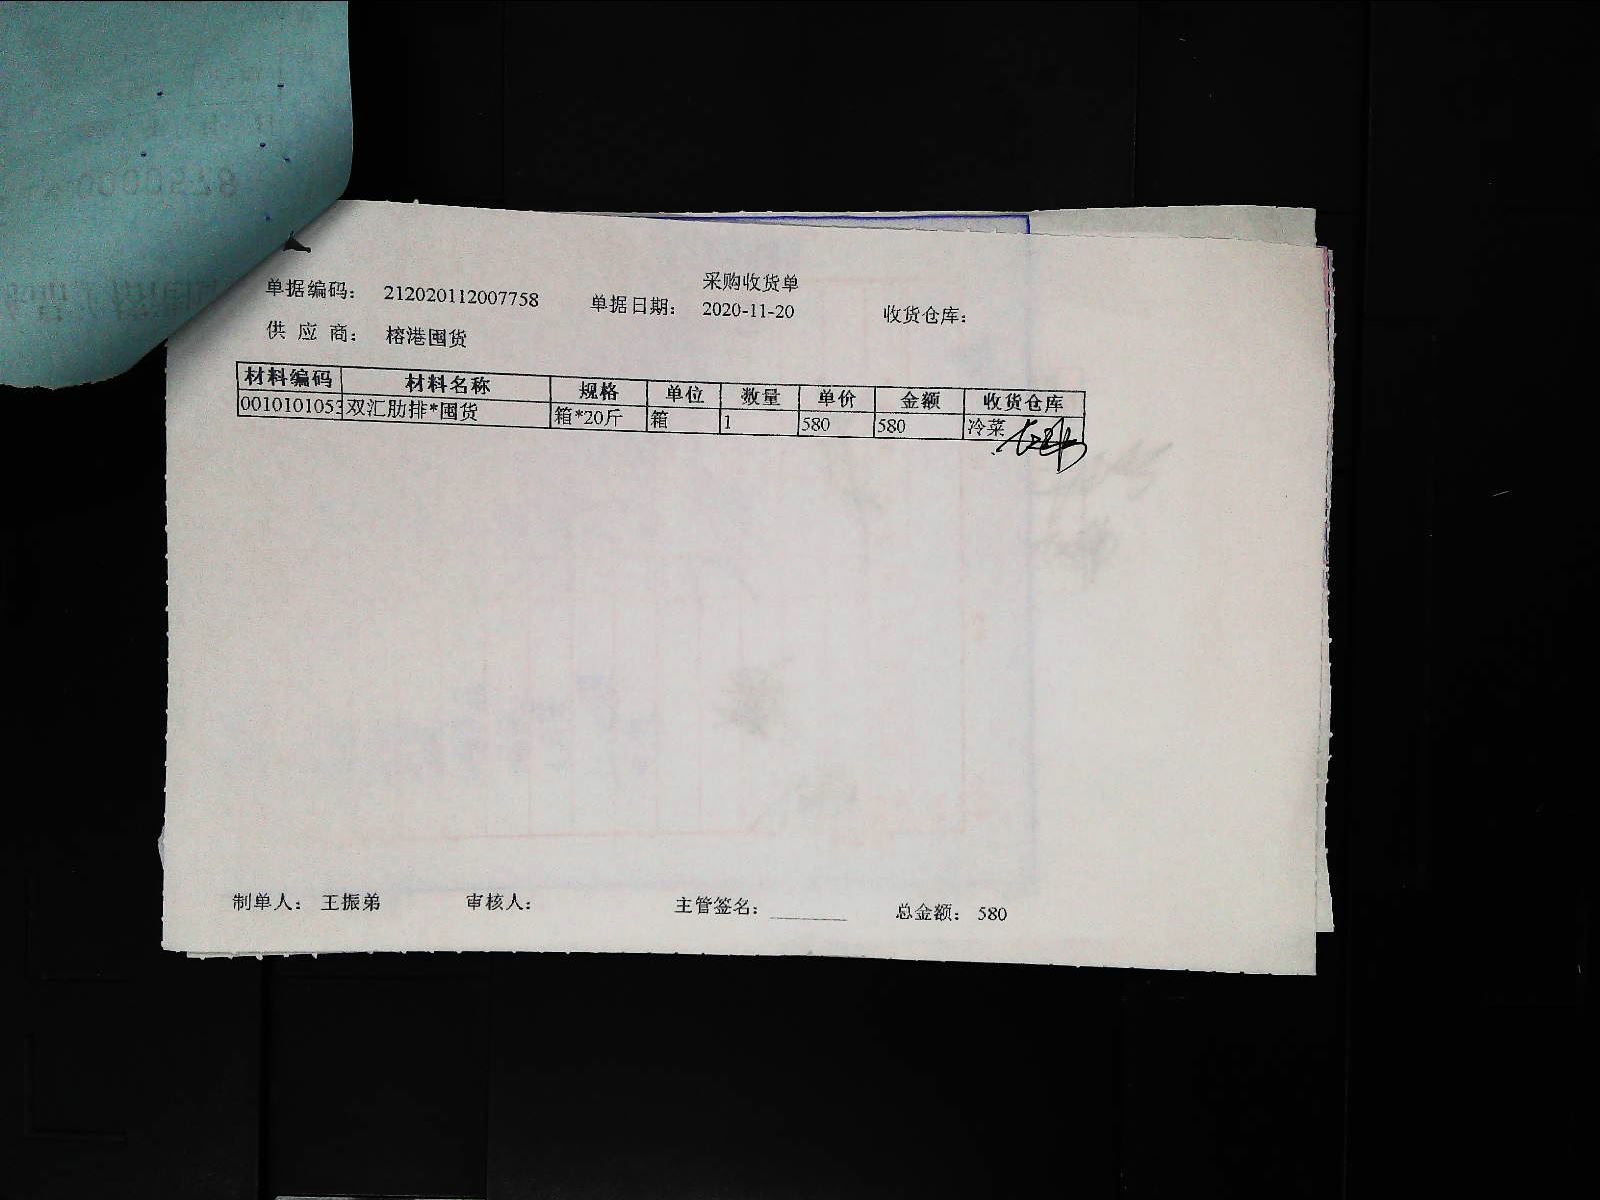 采购收货单
单据编码： 212020112007758 单据日期： 2020-11-20 收货仓库：
供 应 商： 榕港囤货
材料编码 材料名称 规格 单位 数量 单价 金额 收货仓库
0010101053 双汇肋排*囤货 箱*20斤 箱 1 580 580 冷菜
制单人： 王振弟 审核人： 主管签名： 总金额： 580